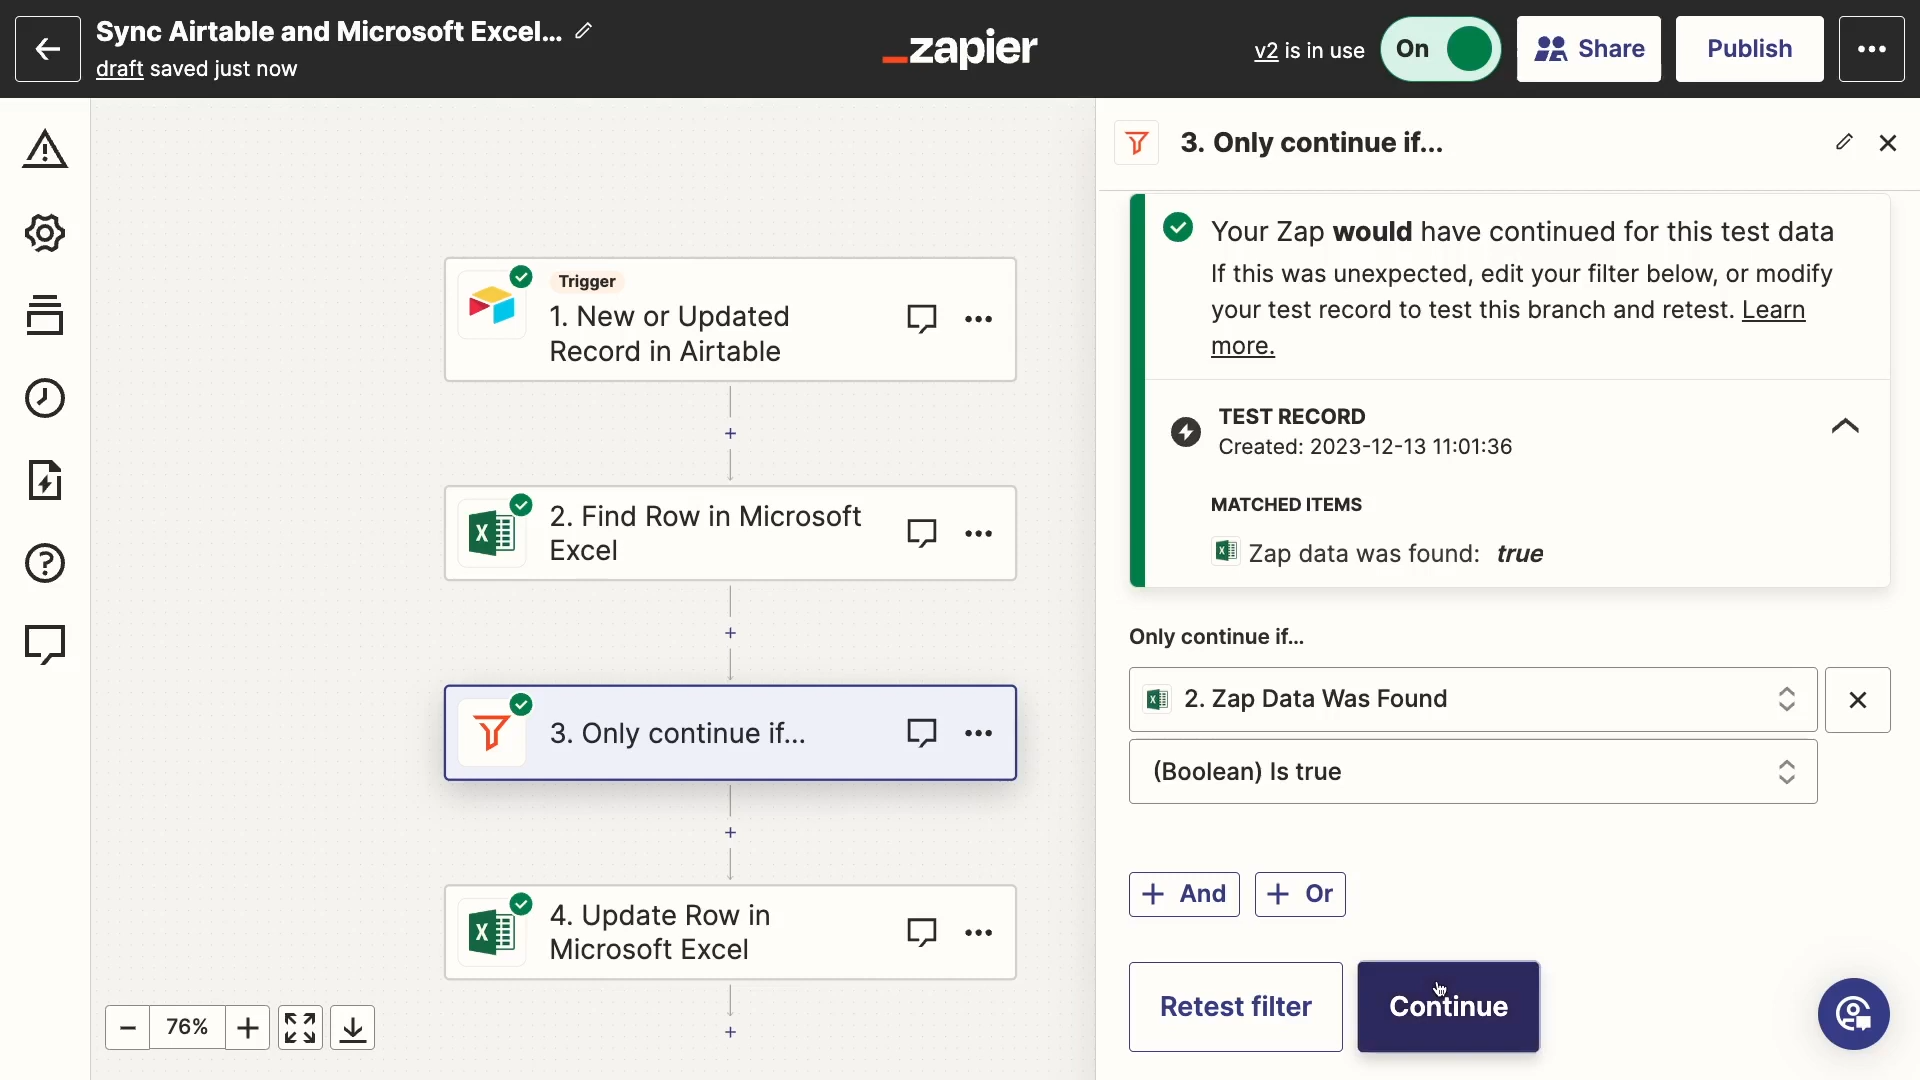 Sync Airtable and Microsoft Excel...
draft saved just now
zapier
v2 is in use
On
Share
Publish
Trigger
1. New or Updated
Record in Airtable
2. Find Row in Microsoft
Excel
3. Only continue if...
4. Update Row in
Microsoft Excel
76%
3. Only continue if...
Your Zap would have continued for this test data
If this was unexpected, edit your filter below, or modify
your test record to test this branch and retest. Learn
more.
TEST RECORD
Created: 2023-12-13 11:01:36
MATCHED ITEMS
Zap data was found: true
Only continue if...
2. Zap Data Was Found
(Boolean) Is true
+ And
+ Or
Retest filter
Continue